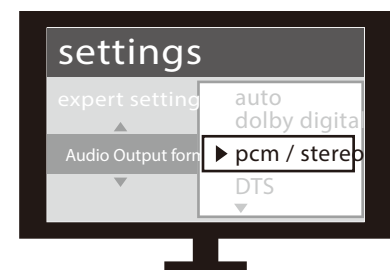 settings
expert setting
auto
dolby digita
Audio Output forn
pcm / stereo
DTS